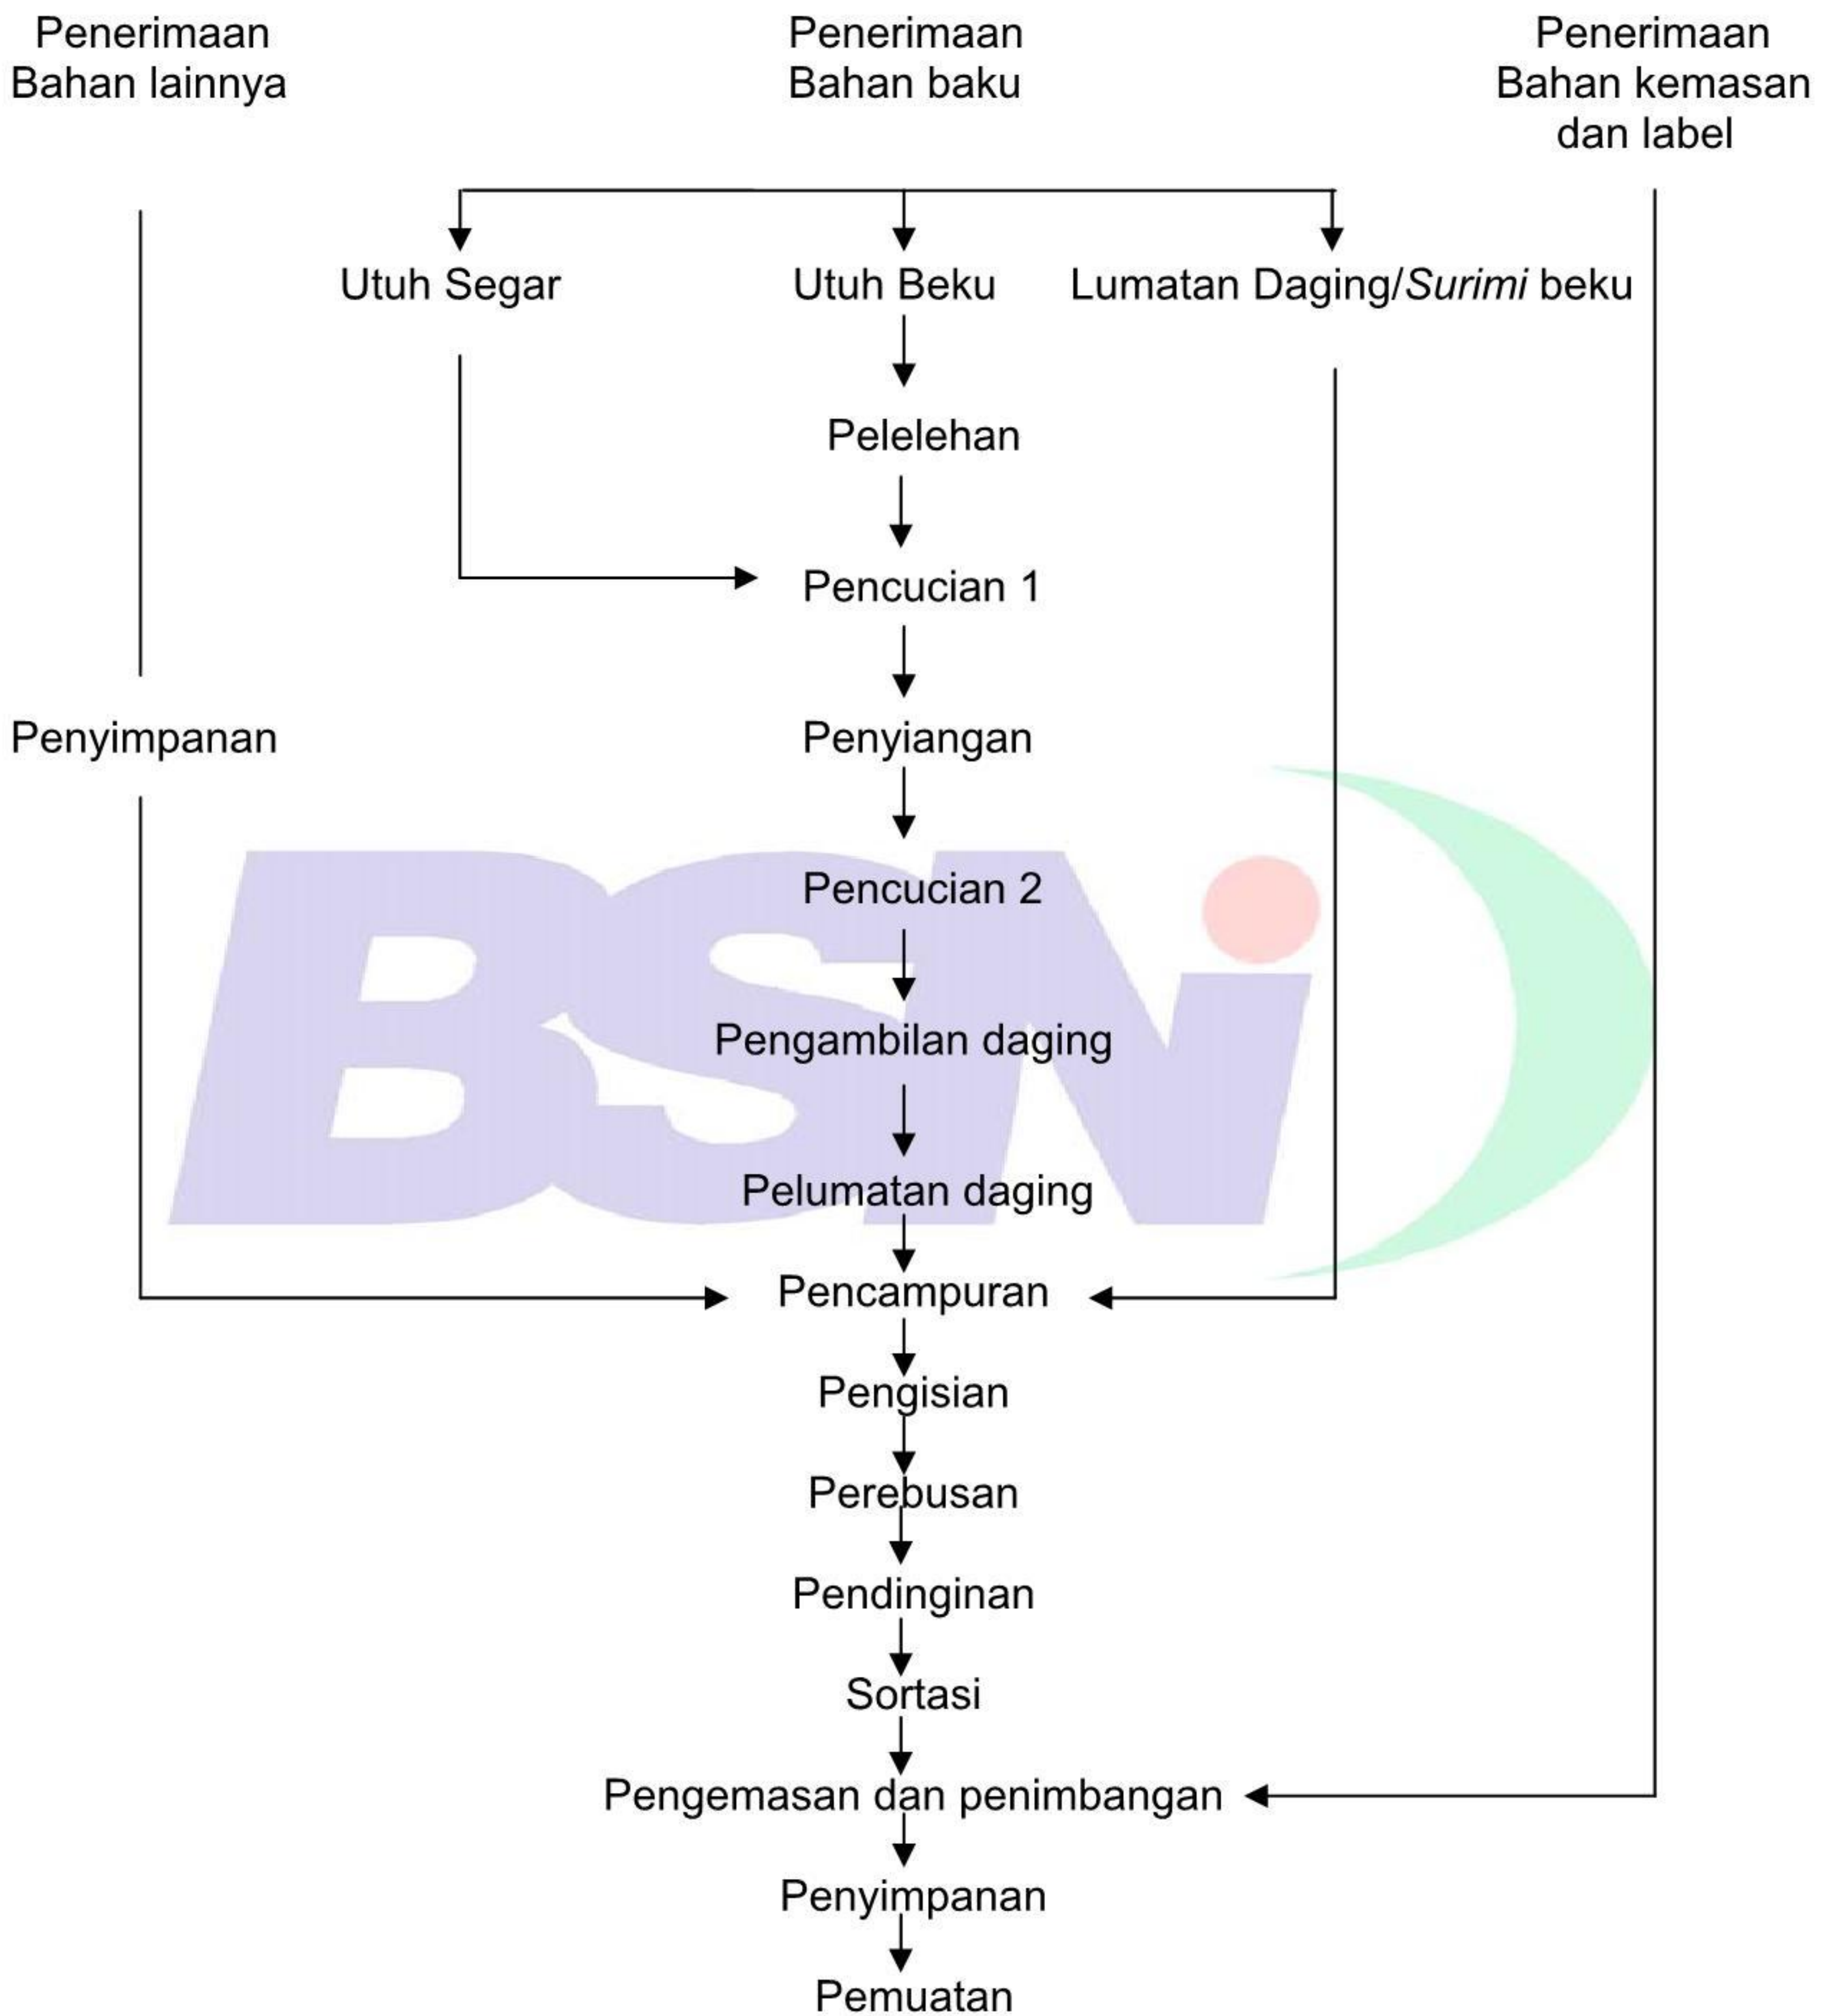 Penerimaan
Bahan lainnya
Penerimaan
Bahan baku
Penerimaan
Bahan kemasan
dan label
Utuh Segar
Utuh Beku
Lumatan Daging/Surimi beku
Pelelehan
Pencucian 1
Penyimpanan
Penyiangan
Pencucian 2
BSNi
Pengambilan daging
Pelumatan daging
Pencampuran
Pengisian
Perebusan
Pendinginan
Sortasi
Pengemasan dan penimbangan
Penyimpanan
Pemuatan